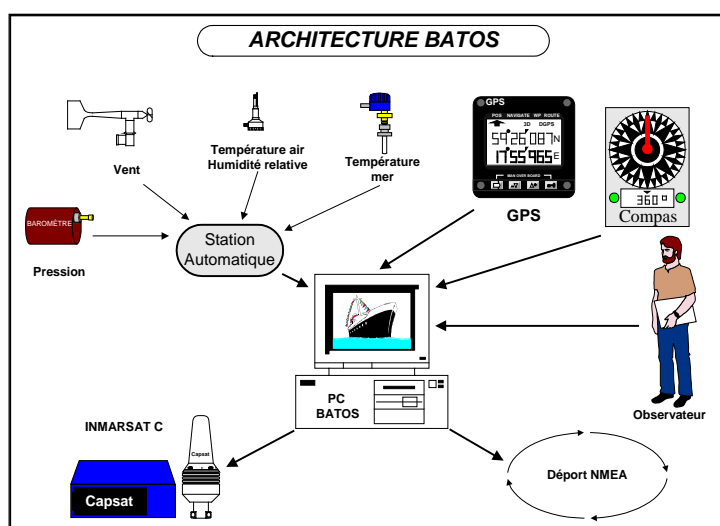 ARCHITECTURE BATOS
GPS
POS NAVIGATE WP ROUTE
3D DGPS
59°26'087N
17°55'965E
MAN OVER BOARD
GPS
360°
Compas
Vent
Température air
Humidité relative
Température
mer
BAROMÈTRE
Pression
Station
Automatique
PC
BATOS
Observateur
INMARSAT C
Capsat
Capsat
Déport NMEA